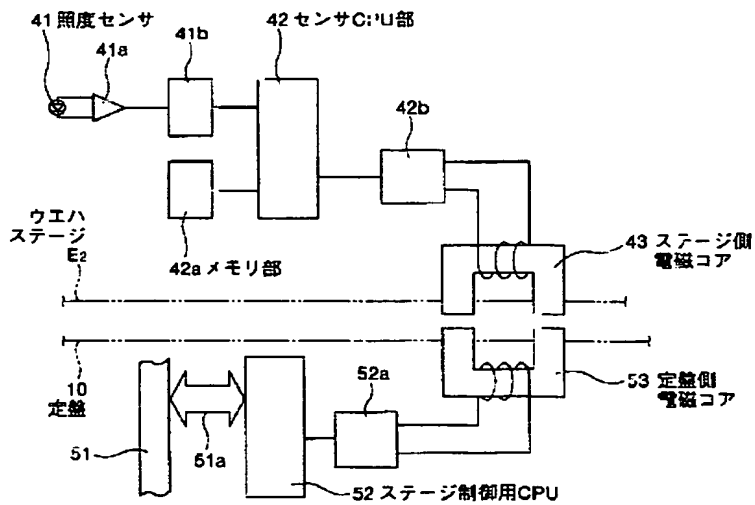 41 照度センサ
41a
41b
42 センサCPU部
42b
ウエハ
ステージ
E2
42a メモリ部
43 ステージ側
電磁コア
10
定盤
51
51a
52a
53 定盤側
電磁コア
52 ステージ制御用CPU